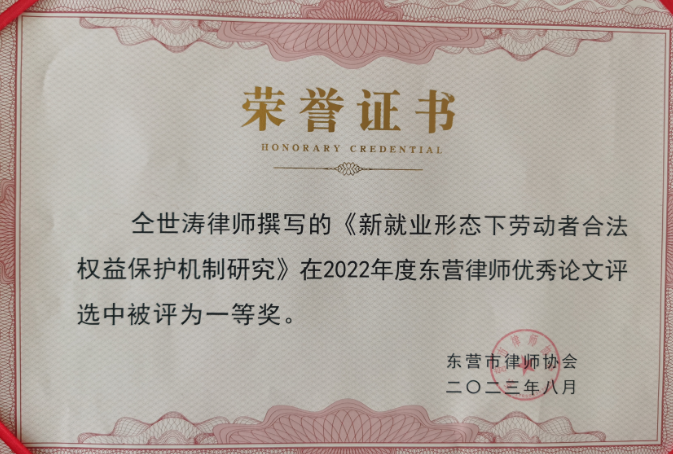 荣誉证书
HONORARY CREDENTIAL
仝世涛律师撰写的《新就业形态下劳动者合法
权益保护机制研究》在2022年度东营律师优秀论文评
选中被评为一等奖。
东营市律师协会
二〇二三年八月